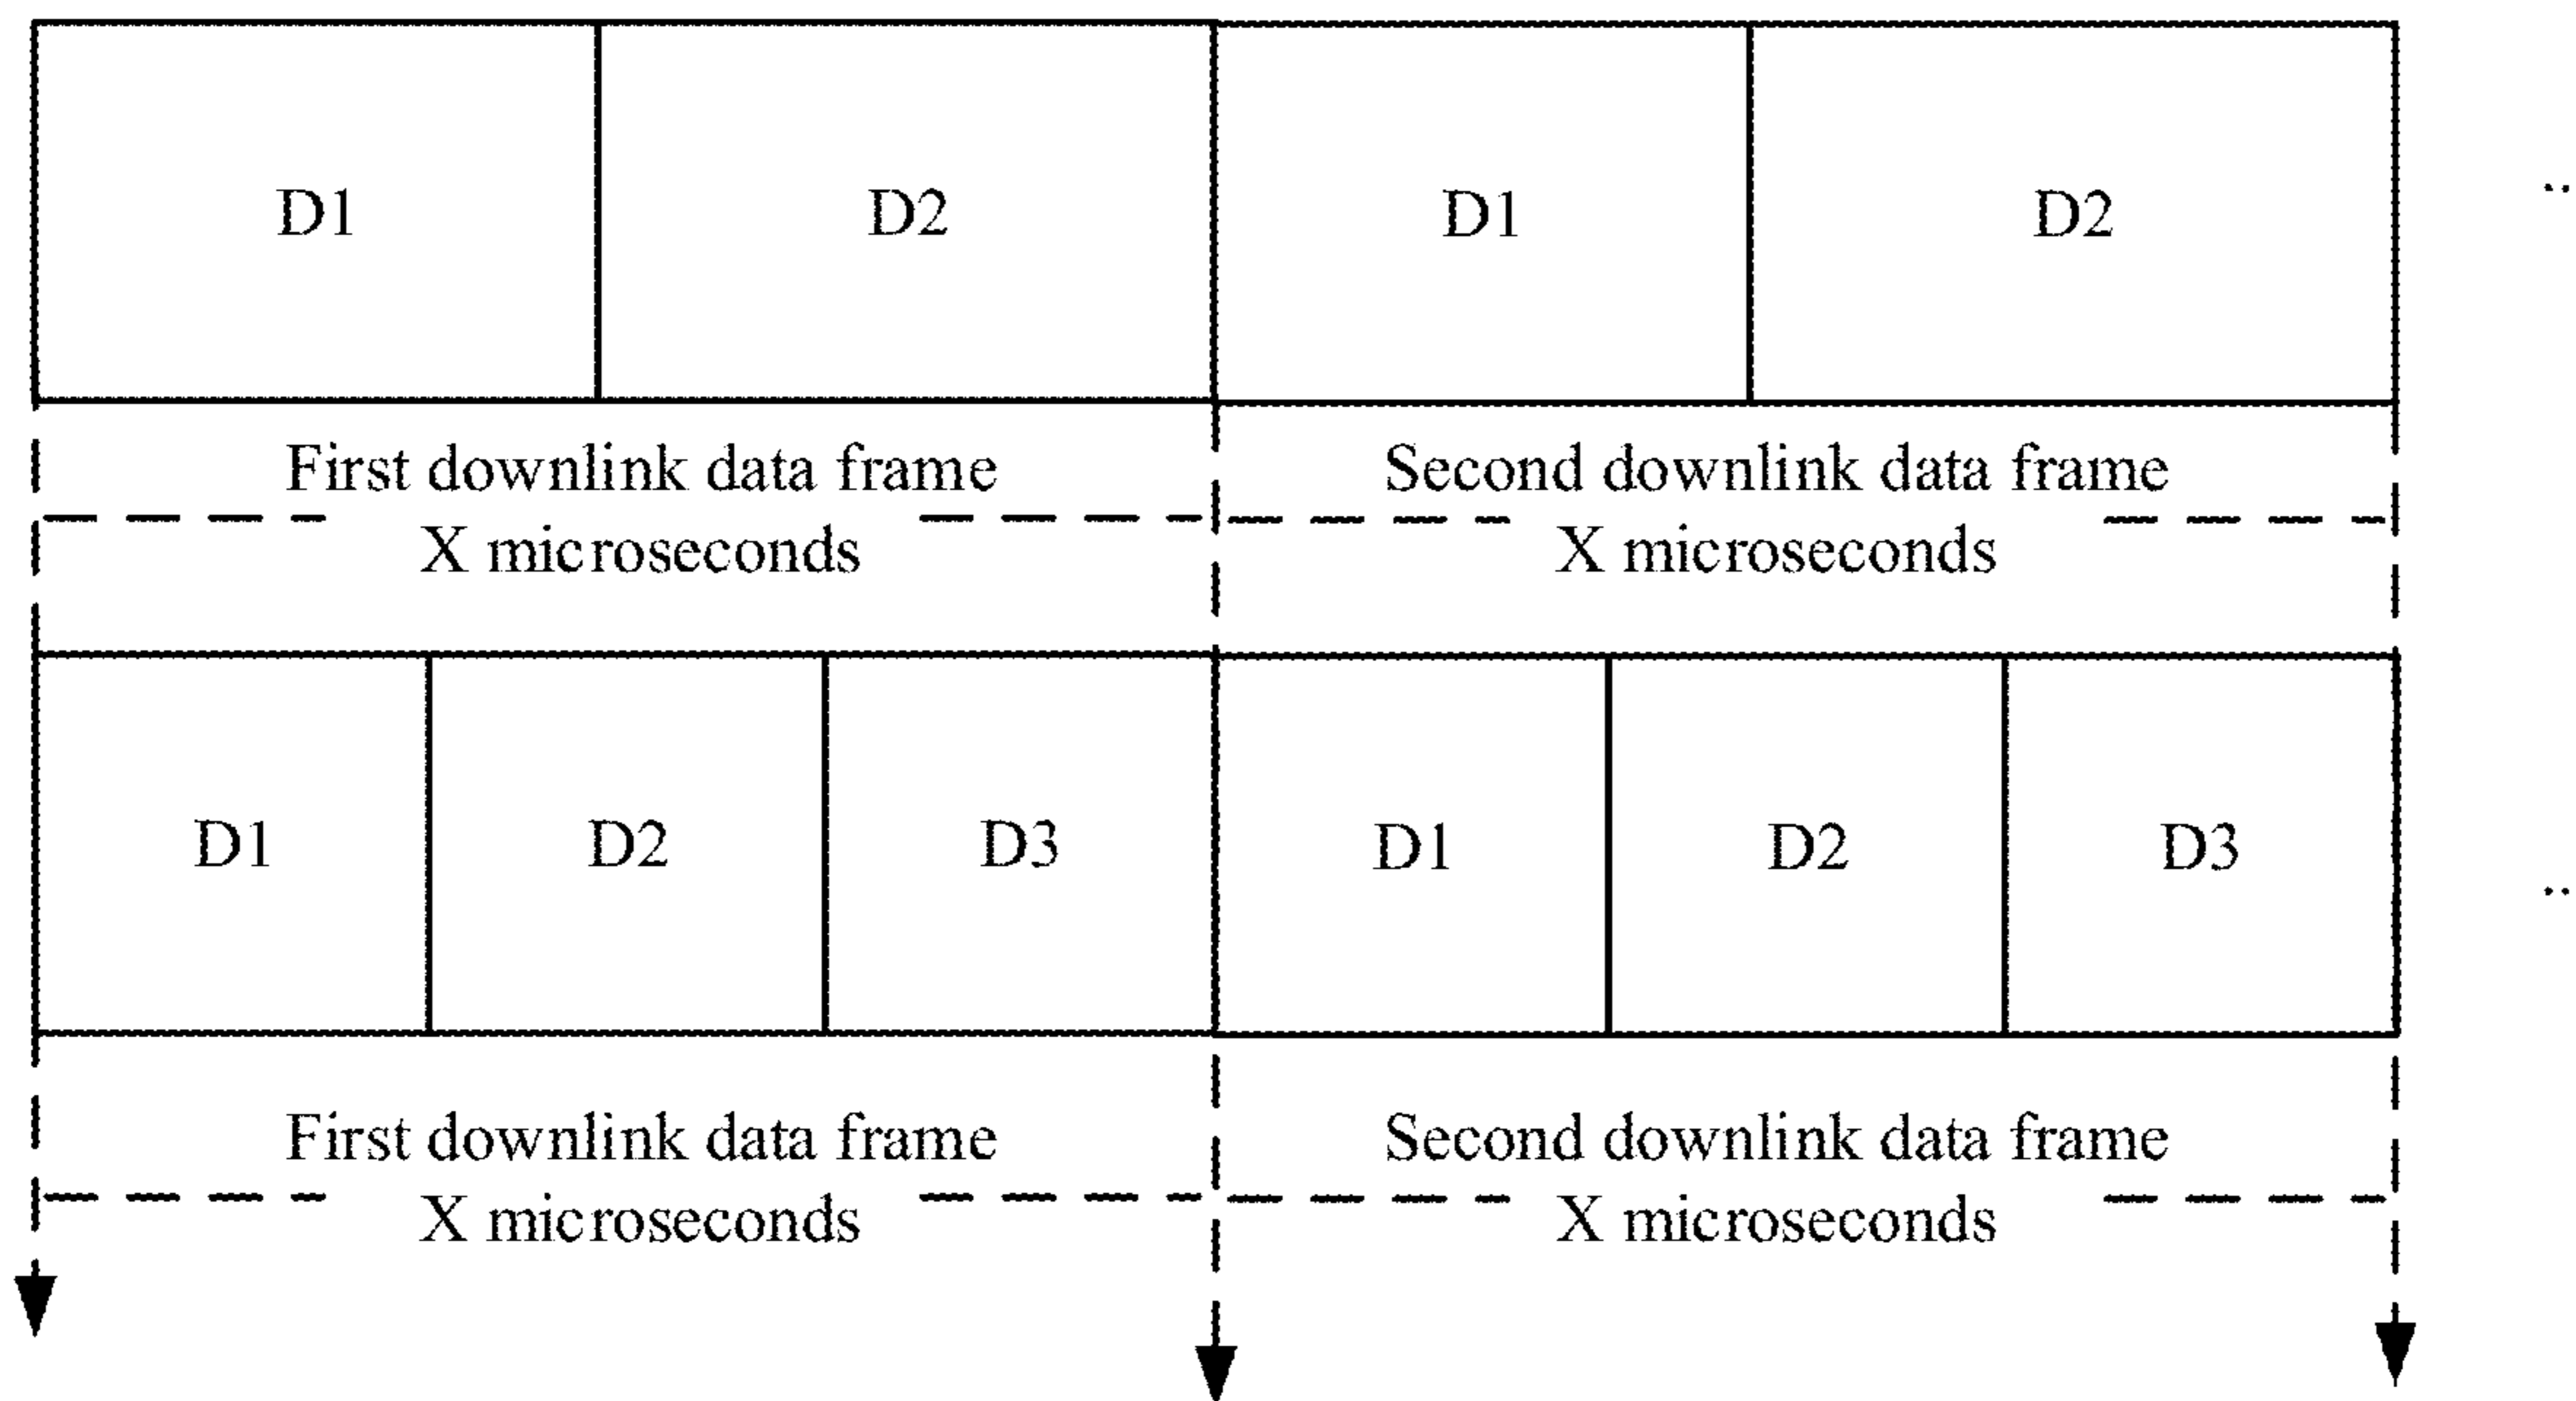 D1 D2 D1 D2 ..
First downlink data frame Second downlink data frame
X microseconds X microseconds
D1 D2 D3 D1 D2 D3 ..
First downlink data frame Second downlink data frame
X microseconds X microseconds